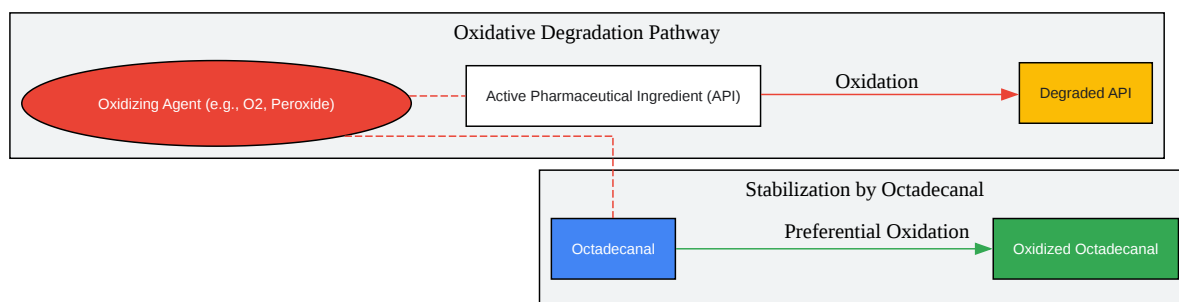 Oxidative Degradation Pathway
Oxidizing Agent (e.g., O2, Peroxide)
Active Pharmaceutical Ingredient (API)
Oxidation
Degraded API
Stabilization by Octadecanal
Octadecanal
Preferential Oxidation
Oxidized Octadecanal